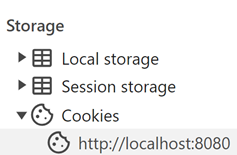 Storage
Local storage
Session storage
Cookies
http://localhost:8080